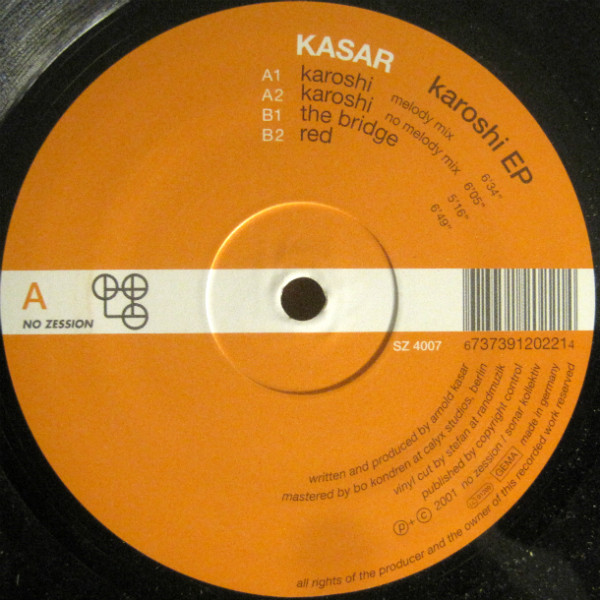 KASAR
karoshi EP
A1 karoshi melody mix 6'34"
A2 karoshi no melody mix 6'05"
B1 the bridge 5'16"
B2 red 6'49"
A
NO ZESSION
SZ 4007
6737391202214
written and produced by arnold kasar
mastered by bo kondren at calyx studios, berlin
vinyl cut by stefan at randmuzik
published by copyright control
℗+© 2001 no zession / sonar kollektiv
GEMA made in germany
all rights of the producer and the owner of this recorded work reserved